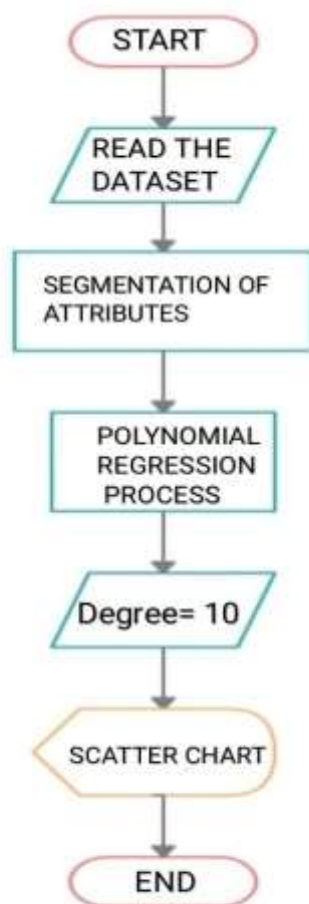 START
READ THE
DATASET
SEGMENTATION OF
ATTRIBUTES
POLYNOMIAL
REGRESSION
PROCESS
Degree= 10
SCATTER CHART
END